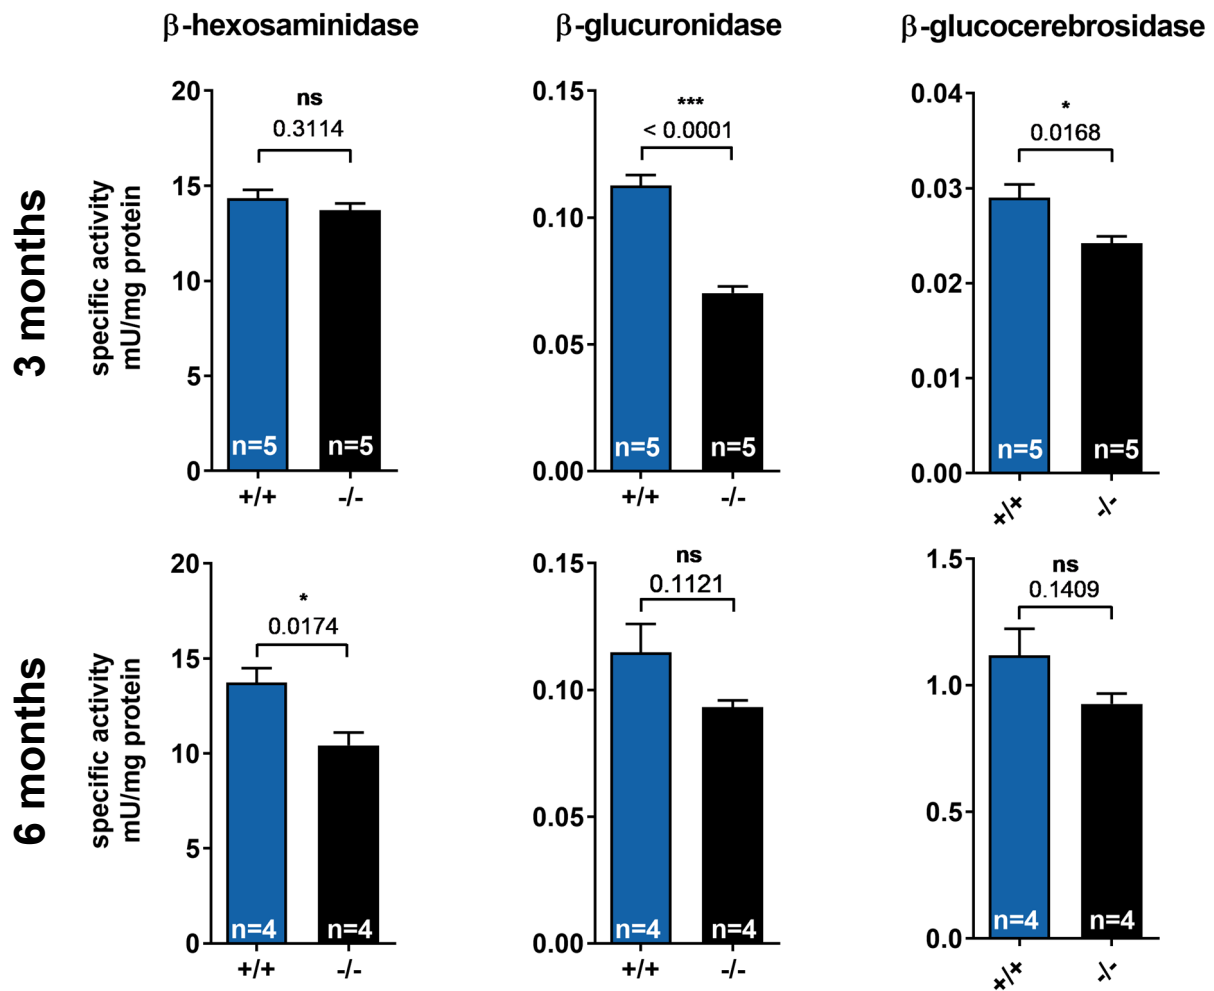 β-hexosaminidase
β-glucuronidase
β-glucocerebrosidase
3 months
specific activity
mU/mg protein
20
15
10
5
0
ns
0.3114
n=5
n=5
+/+
-/-
0.15
0.10
0.05
0.00
***
< 0.0001
n=5
n=5
+/+
-/-
0.04
0.03
0.02
0.01
0.00
*
0.0168
n=5
n=5
+/+
-/-
6 months
specific activity
mU/mg protein
20
15
10
5
0
*
0.0174
n=4
n=4
+/+
-/-
0.15
0.10
0.05
0.00
ns
0.1121
n=4
n=4
+/+
-/-
1.5
1.0
0.5
0.0
ns
0.1409
n=4
n=4
+/+
-/-